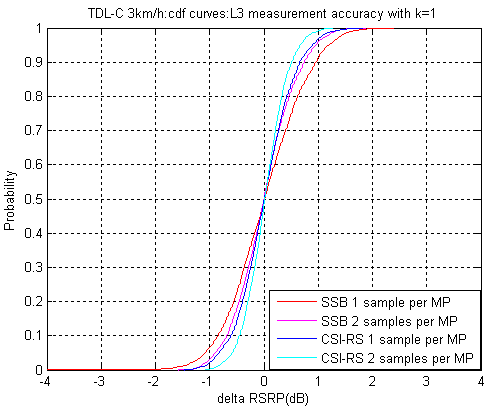 TDL-C 3km/h:cdf curves:L3 measurement accuracy with k=1
1
0.9
0.8
0.7
0.6
0.5
0.4
0.3
0.2
0.1
0
Probability
SSB 1 sample per MP
SSB 2 samples per MP
CSI-RS 1 sample per MP
CSI-RS 2 samples per MP
-4 -3 -2 -1 0 1 2 3 4
delta RSRP(dB)